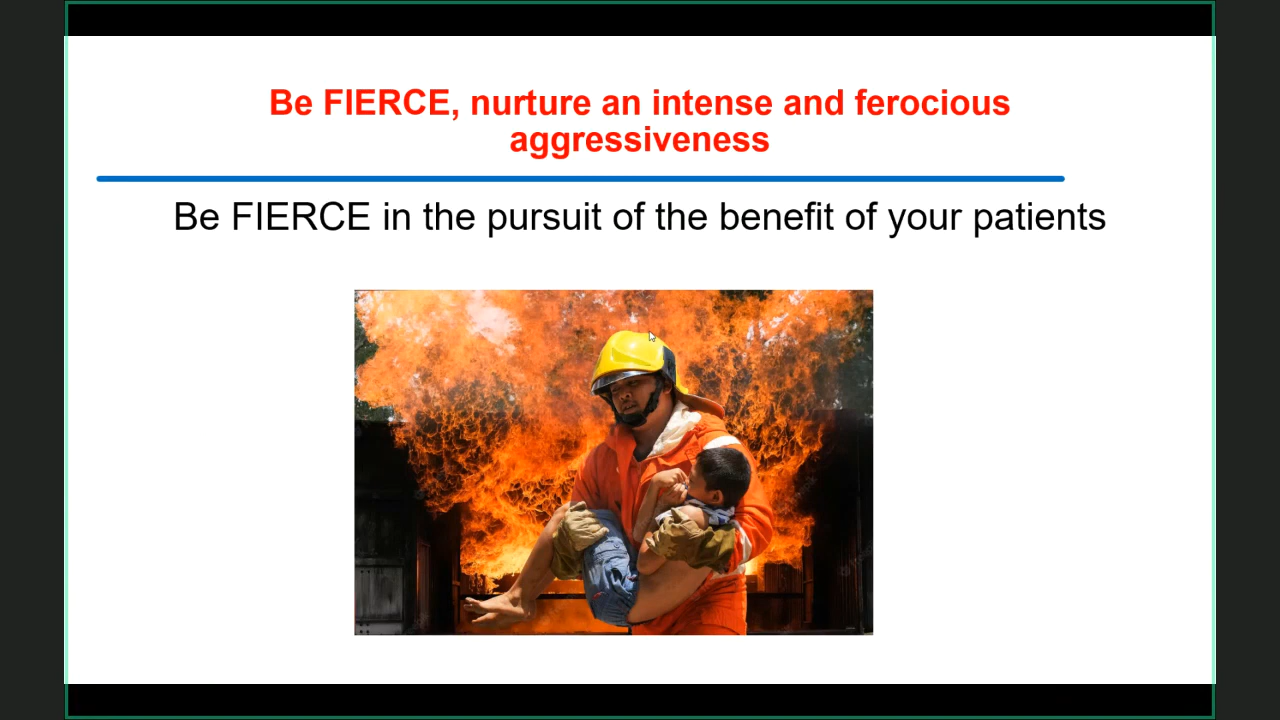 Be FIERCE, nurture an intense and ferocious
aggressiveness
Be FIERCE in the pursuit of the benefit of your patients